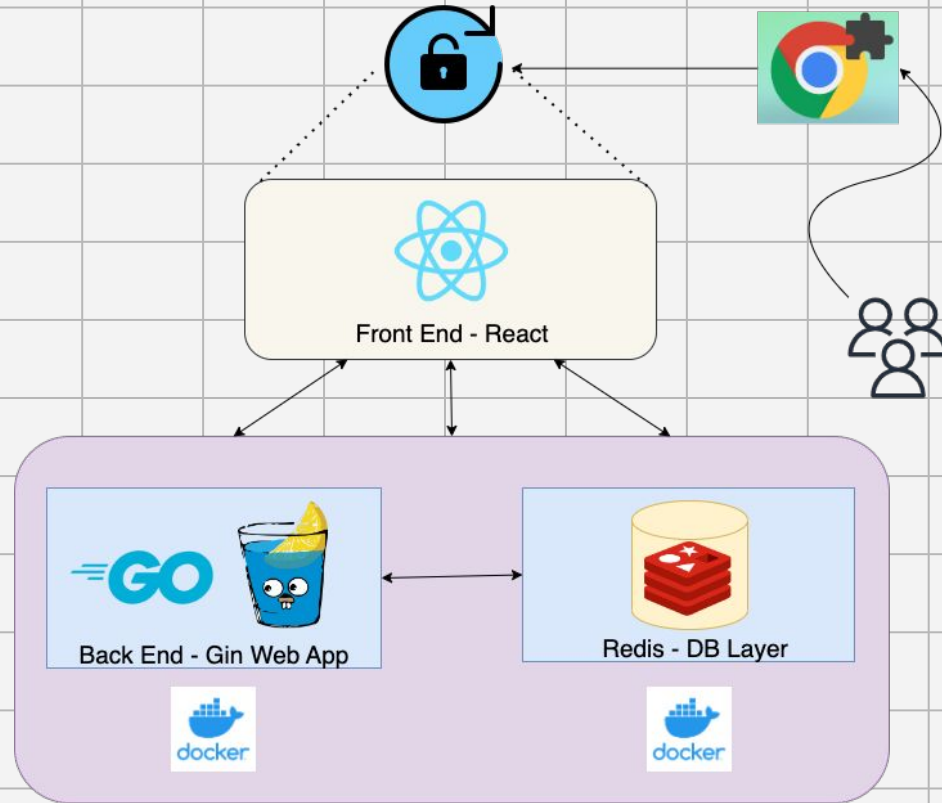 Front End - React
GO
Back End - Gin Web App
Redis - DB Layer
docker
docker